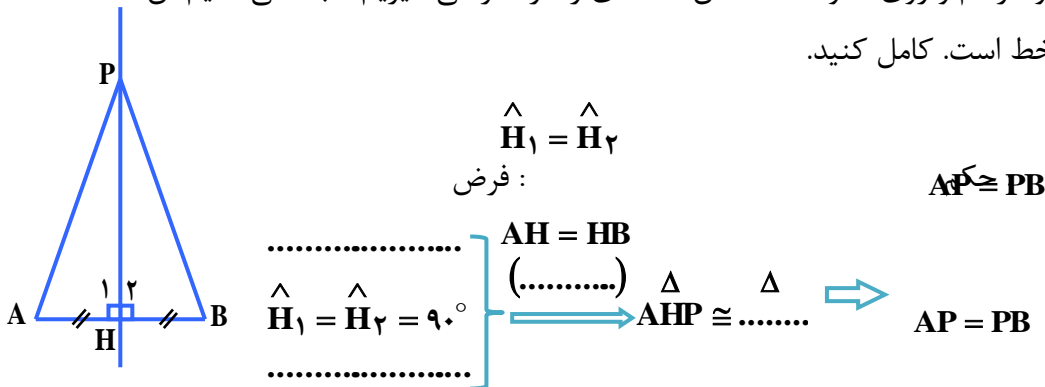 خط است. کامل کنید.
P
Ĥ۱ = Ĥ۲
فرض :
حکم
AP = PB
.....................
AH = HB
(............)
۱ ۲
A
B
H
Ĥ۱ = Ĥ۲ = ۹۰°
AHP ≅ ........
Δ Δ
AP = PB
......................